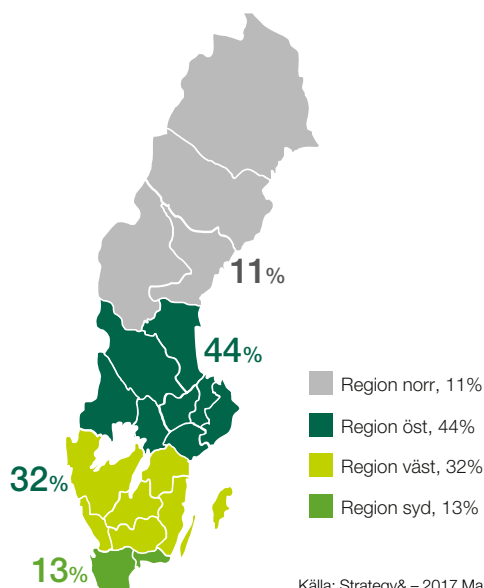 11%
44%
32%
13%
Region norr, 11%
Region öst, 44%
Region väst, 32%
Region syd, 13%
Källa: Strategy& – 2017 Ma